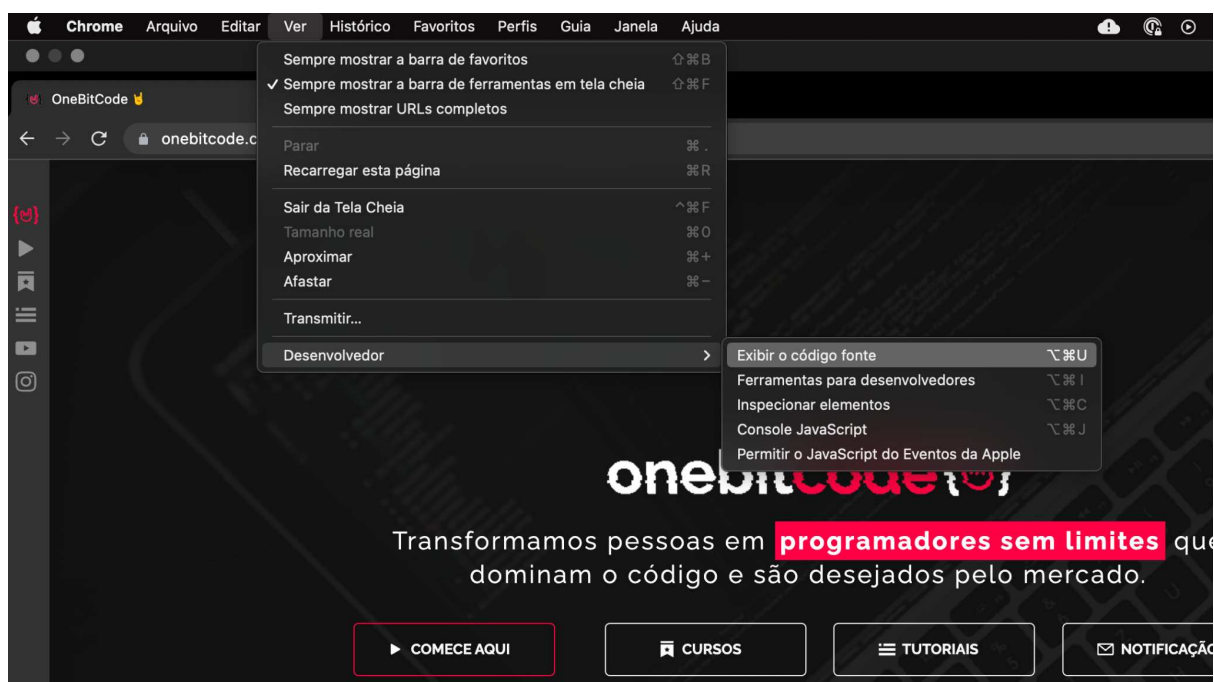 Chrome Arquivo Editar Ver Histórico Favoritos Perfis Guia Janela Ajuda
Sempre mostrar a barra de favoritos ⇧⌘B
✓ Sempre mostrar a barra de ferramentas em tela cheia ⇧⌘F
Sempre mostrar URLs completos
Parar ⌘.
Recarregar esta página ⌘R
Sair da Tela Cheia ^⌘F
Tamanho real ⌘0
Aproximar ⌘+
Afastar ⌘−
Transmitir...
Desenvolvedor >
Exibir o código fonte ⌥⌘U
Ferramentas para desenvolvedores ⌥⌘I
Inspecionar elementos ⌥⌘C
Console JavaScript ⌥⌘J
Permitir o JavaScript do Eventos da Apple
OneBitCode 🤘
onebitcode.c
onebitcode{}
Transformamos pessoas em programadores sem limites que
dominam o código e são desejados pelo mercado.
COMECE AQUI
CURSOS
TUTORIAIS
NOTIFICAÇÃO